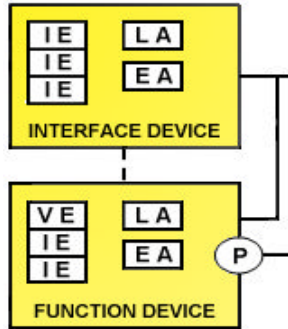 IE LA
IE EA
IE
INTERFACE DEVICE
VE LA
IE EA
IE
P
FUNCTION DEVICE